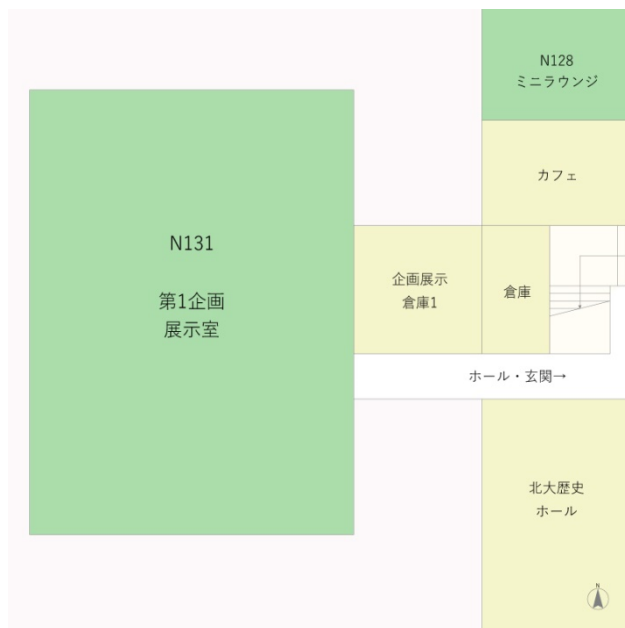 N128
ミニラウンジ
カフェ
N131
第1企画
展示室
企画展示
倉庫1
倉庫
ホール・玄関→
北大歴史
ホール
N